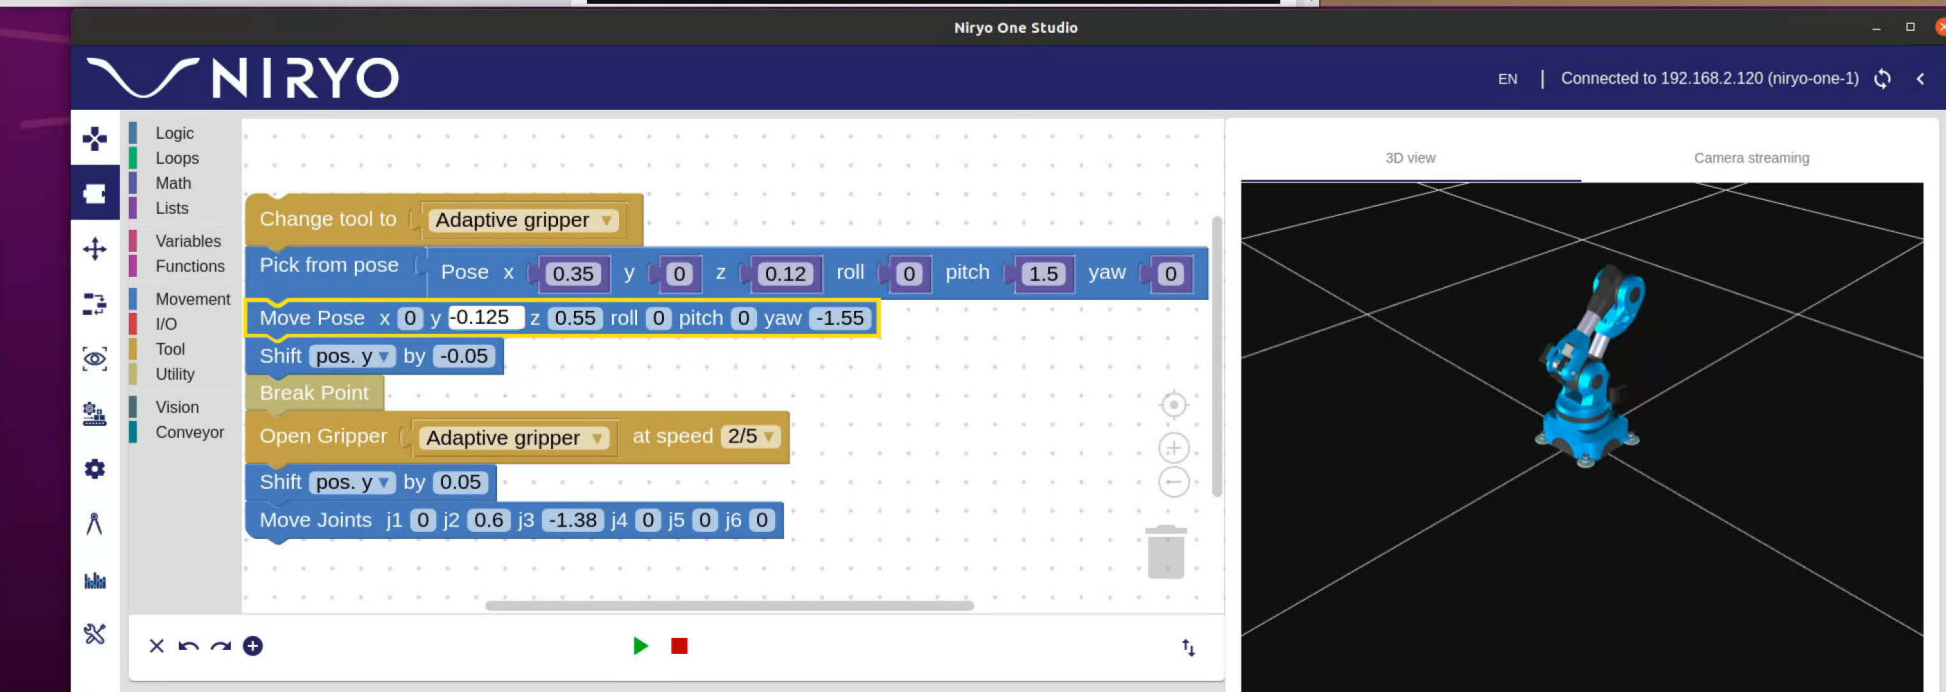 Niryo One Studio
NIRYO
EN | Connected to 192.168.2.120 (niryo-one-1)
Logic
Loops
Math
Lists
Variables
Functions
Movement
I/O
Tool
Utility
Vision
Conveyor
Change tool to Adaptive gripper
Pick from pose Pose x 0.35 y 0 z 0.12 roll 0 pitch 1.5 yaw 0
Move Pose x 0 y -0.125 z 0.55 roll 0 pitch 0 yaw -1.55
Shift pos. y by -0.05
Break Point
Open Gripper Adaptive gripper at speed 2/5
Shift pos. y by 0.05
Move Joints j1 0 j2 0.6 j3 -1.38 j4 0 j5 0 j6 0
3D view Camera streaming